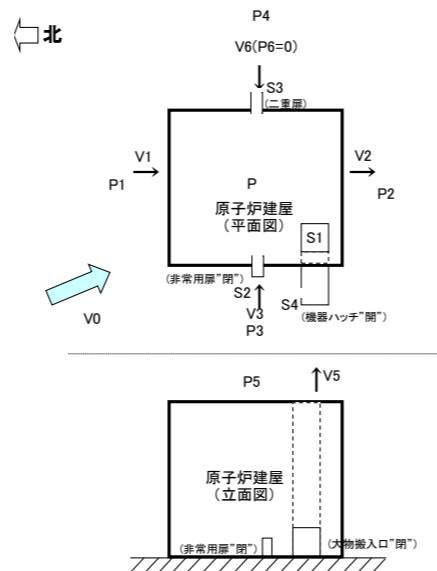 北
P4
V6(P6=0)
S3
(二重扉)
V1
P1
V2
P2
P
原子炉建屋
(平面図)
S1
(非常用扉"閉")
S2
S4
(機器ハッチ"開")
V3
P3
V0
P5
V5
原子炉建屋
(立面図)
(非常用扉"閉")
(大物搬入口"閉")